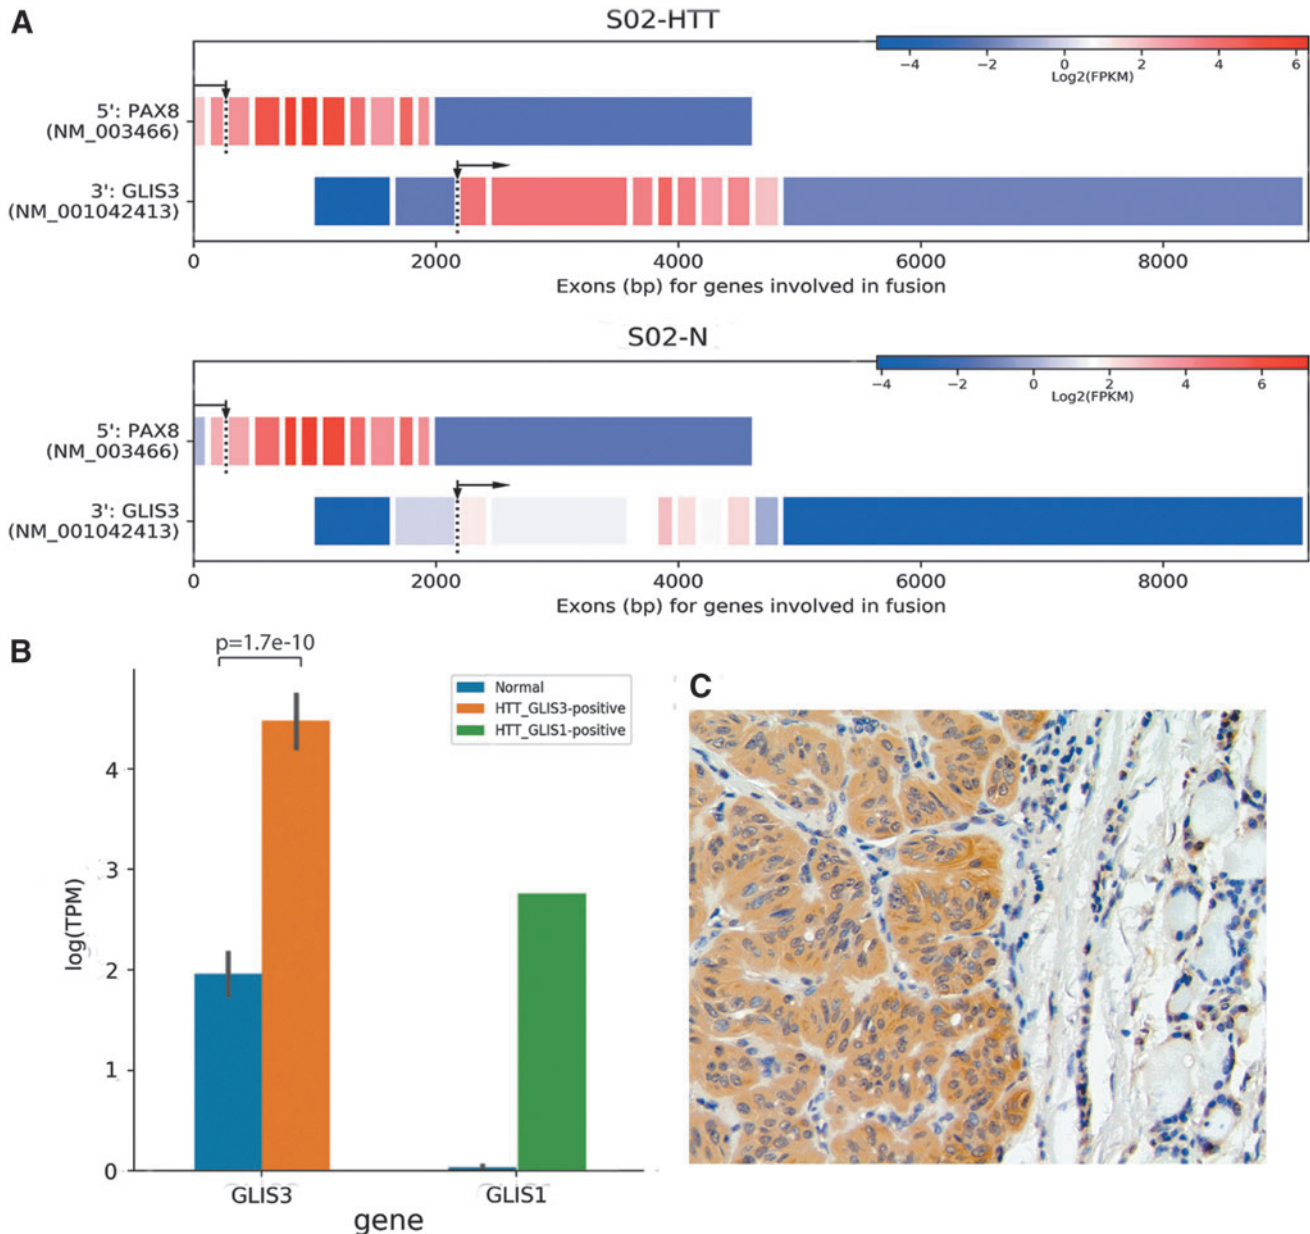 A
S02-HTT
−4 −2 0 2 4 6
Log2(FPKM)
5': PAX8
(NM_003466)
3': GLIS3
(NM_001042413)
0 2000 4000 6000 8000
Exons (bp) for genes involved in fusion
S02-N
−4 −2 0 2 4 6
Log2(FPKM)
5': PAX8
(NM_003466)
3': GLIS3
(NM_001042413)
0 2000 4000 6000 8000
Exons (bp) for genes involved in fusion
B
p=1.7e-10
Normal
HTT_GLIS3-positive
HTT_GLIS1-positive
4
3
2
1
0
log(TPM)
GLIS3 GLIS1
gene
C